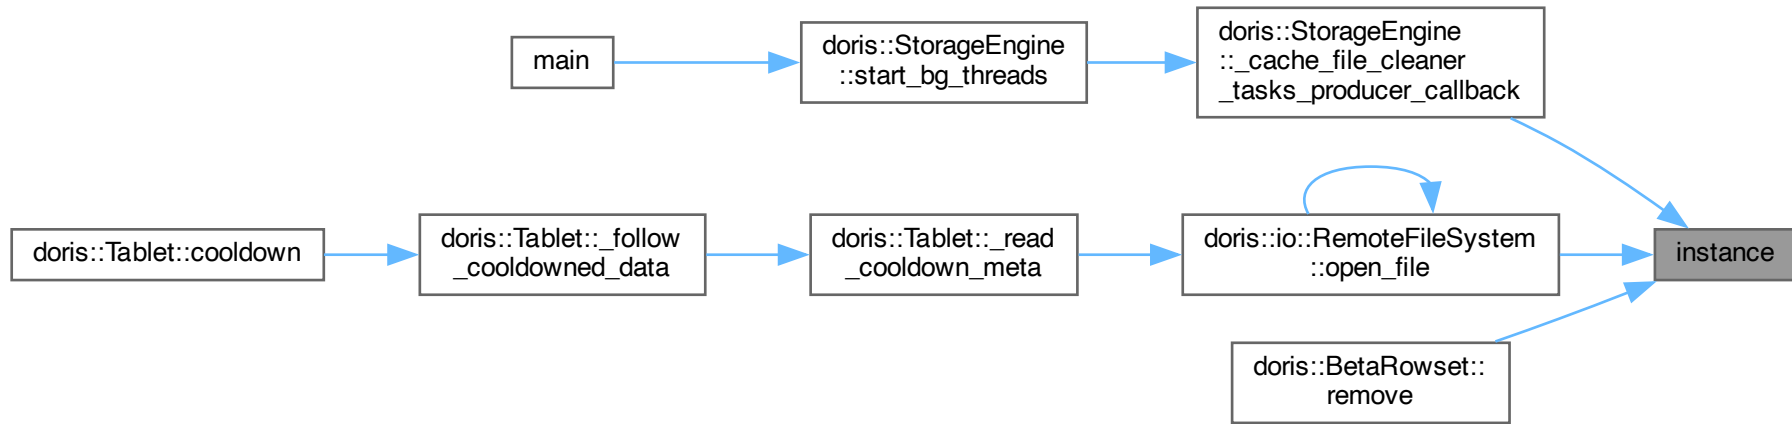 main
doris::StorageEngine
::start_bg_threads
doris::StorageEngine
::_cache_file_cleaner
_tasks_producer_callback
doris::Tablet::cooldown
doris::Tablet::_follow
_cooldowned_data
doris::Tablet::_read
_cooldown_meta
doris::io::RemoteFileSystem
::open_file
instance
doris::BetaRowset::
remove